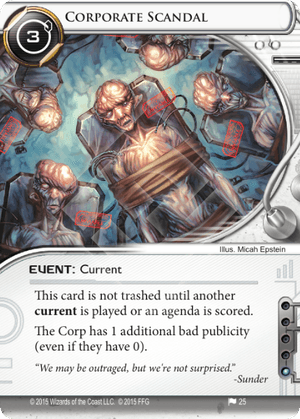 CORPORATE SCANDAL
3
Illus. Micah Epstein
EVENT: Current
This card is not trashed until another
current is played or an agenda is scored.
The Corp has 1 additional bad publicity
(even if they have 0).
"We may be outraged, but we're not surprised."
-Sunder
© 2015 Wizards of the Coast LLC. © 2015 FFG
25